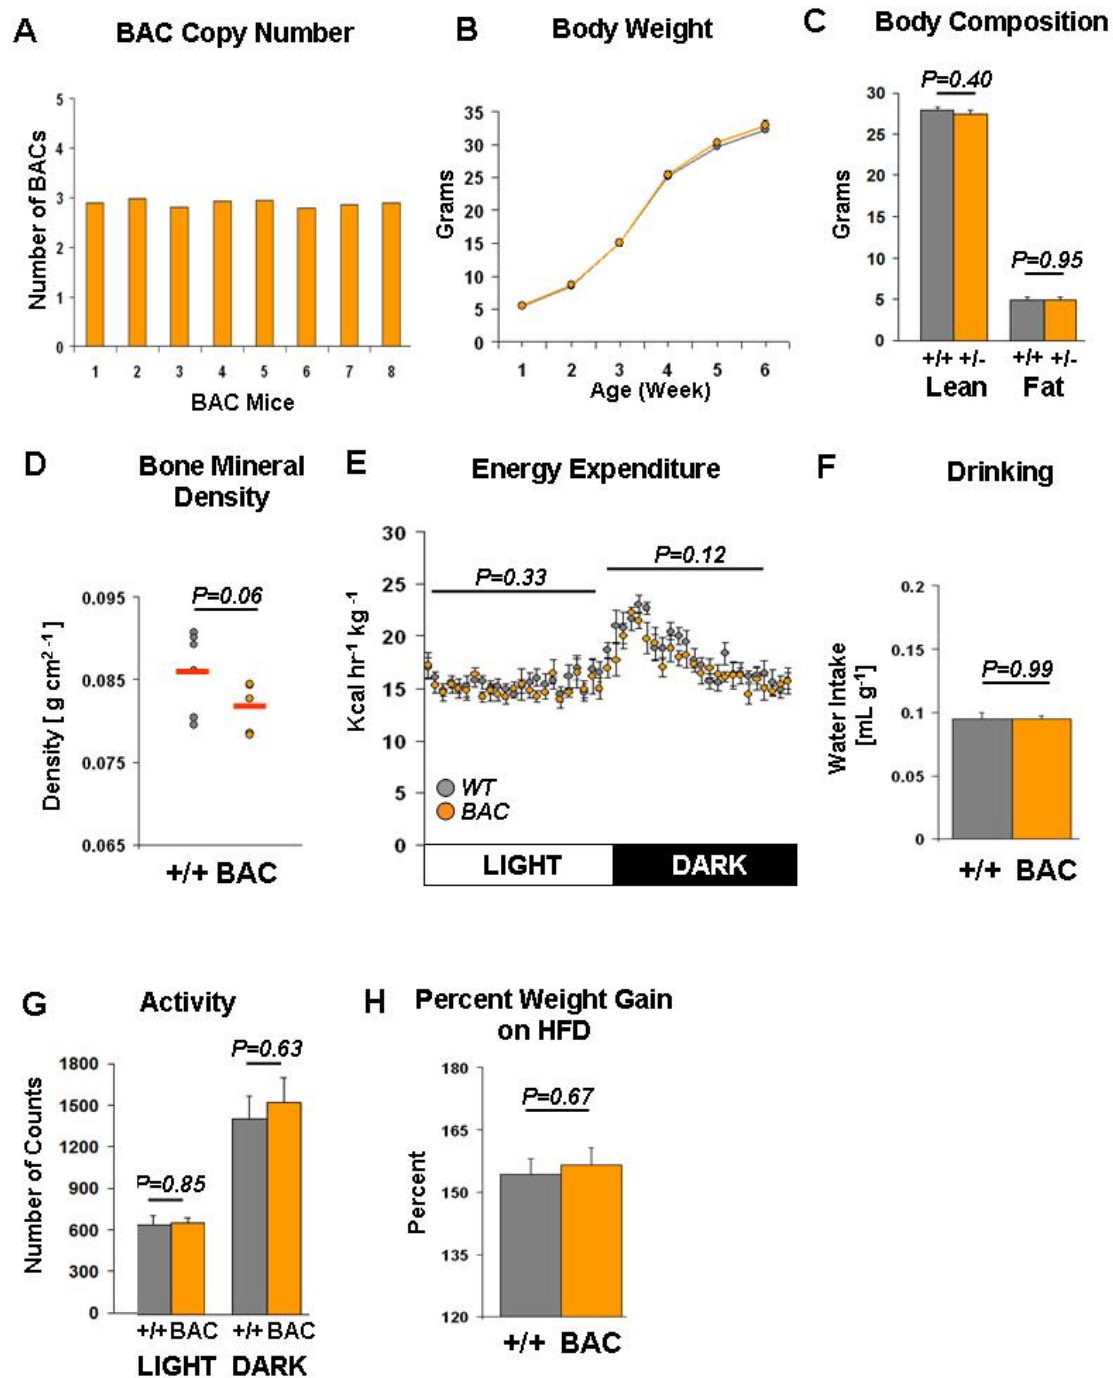 A
BAC Copy Number
Number of BACs
5
4
3
2
1
0
1 2 3 4 5 6 7 8
BAC Mice
B
Body Weight
Grams
35
30
25
20
15
10
5
0
1 2 3 4 5 6
Age (Week)
C
Body Composition
P=0.40
Grams
30
25
20
15
10
5
0
P=0.95
+/+ +/- +/+ +/-
Lean Fat
D
Bone Mineral
Density
P=0.06
Density [ g cm² ⁻¹ ]
0.095
0.085
0.075
0.065
+/+ BAC
E
Energy Expenditure
Kcal hr⁻¹ kg⁻¹
30
25
20
15
10
5
0
P=0.33
P=0.12
WT
BAC
LIGHT DARK
F
Drinking
Water Intake
[mL g⁻¹]
0.2
0.15
0.1
0.05
0
P=0.99
+/+ BAC
G
Activity
P=0.63
Number of Counts
1800
1500
1200
900
600
300
0
P=0.85
+/+ BAC +/+ BAC
LIGHT DARK
H
Percent Weight Gain
on HFD
Percent
180
165
150
135
120
P=0.67
+/+ BAC